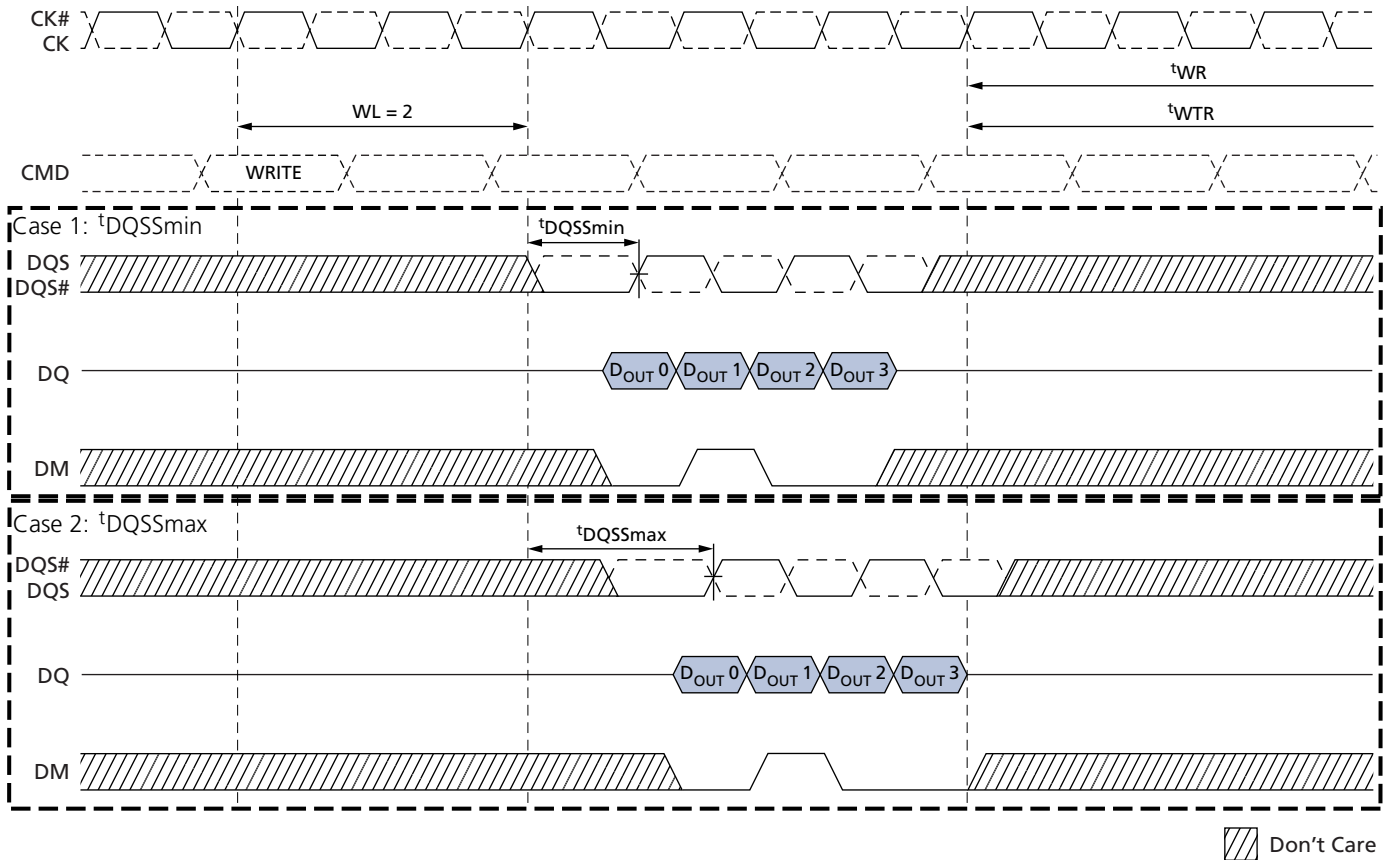 CK#
CK
tWR
WL = 2
tWTR
CMD
WRITE
Case 1: tDQSSmin
tDQSSmin
DQS
DQS#
DQ
DOUT 0 DOUT 1 DOUT 2 DOUT 3
DM
Case 2: tDQSSmax
tDQSSmax
DQS#
DQS
DQ
DOUT 0 DOUT 1 DOUT 2 DOUT 3
DM
Don't Care